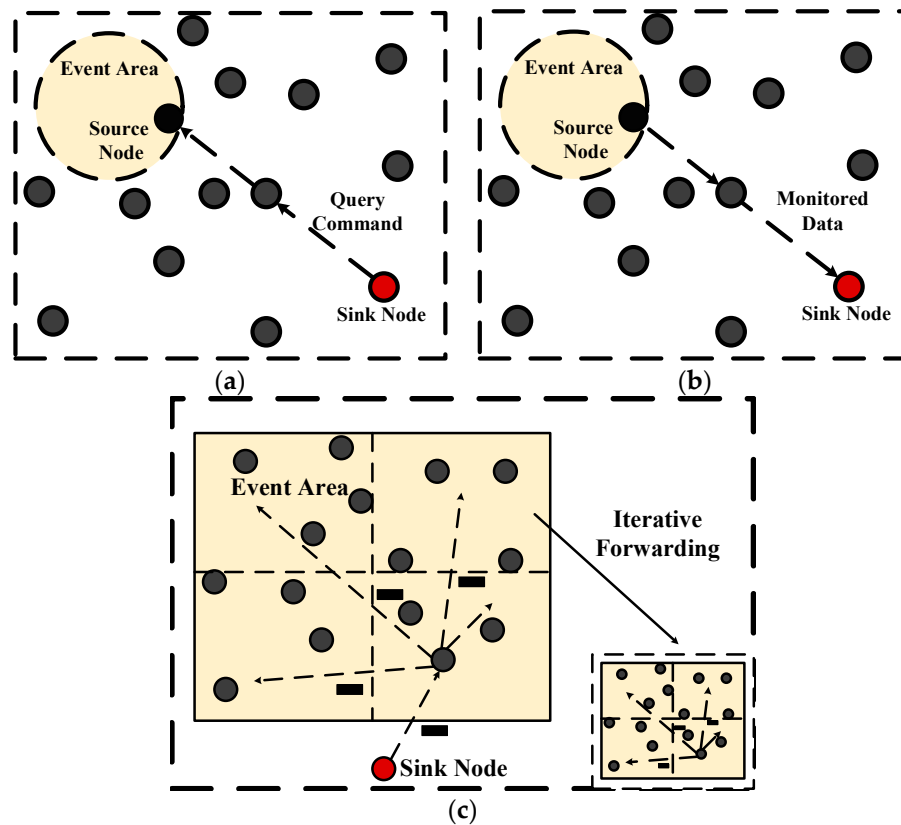 Event Area
Source
Node
Query
Command
Sink Node
(a)
Event Area
Source
Node
Monitored
Data
Sink Node
(b)
Event Area
Iterative
Forwarding
Sink Node
(c)